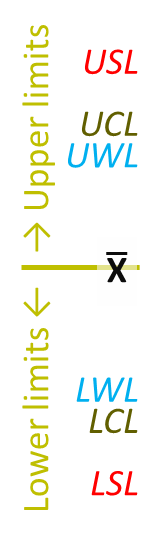 Upper limits
USL
UCL
UWL
X̄
Lower limits
LWL
LCL
LSL